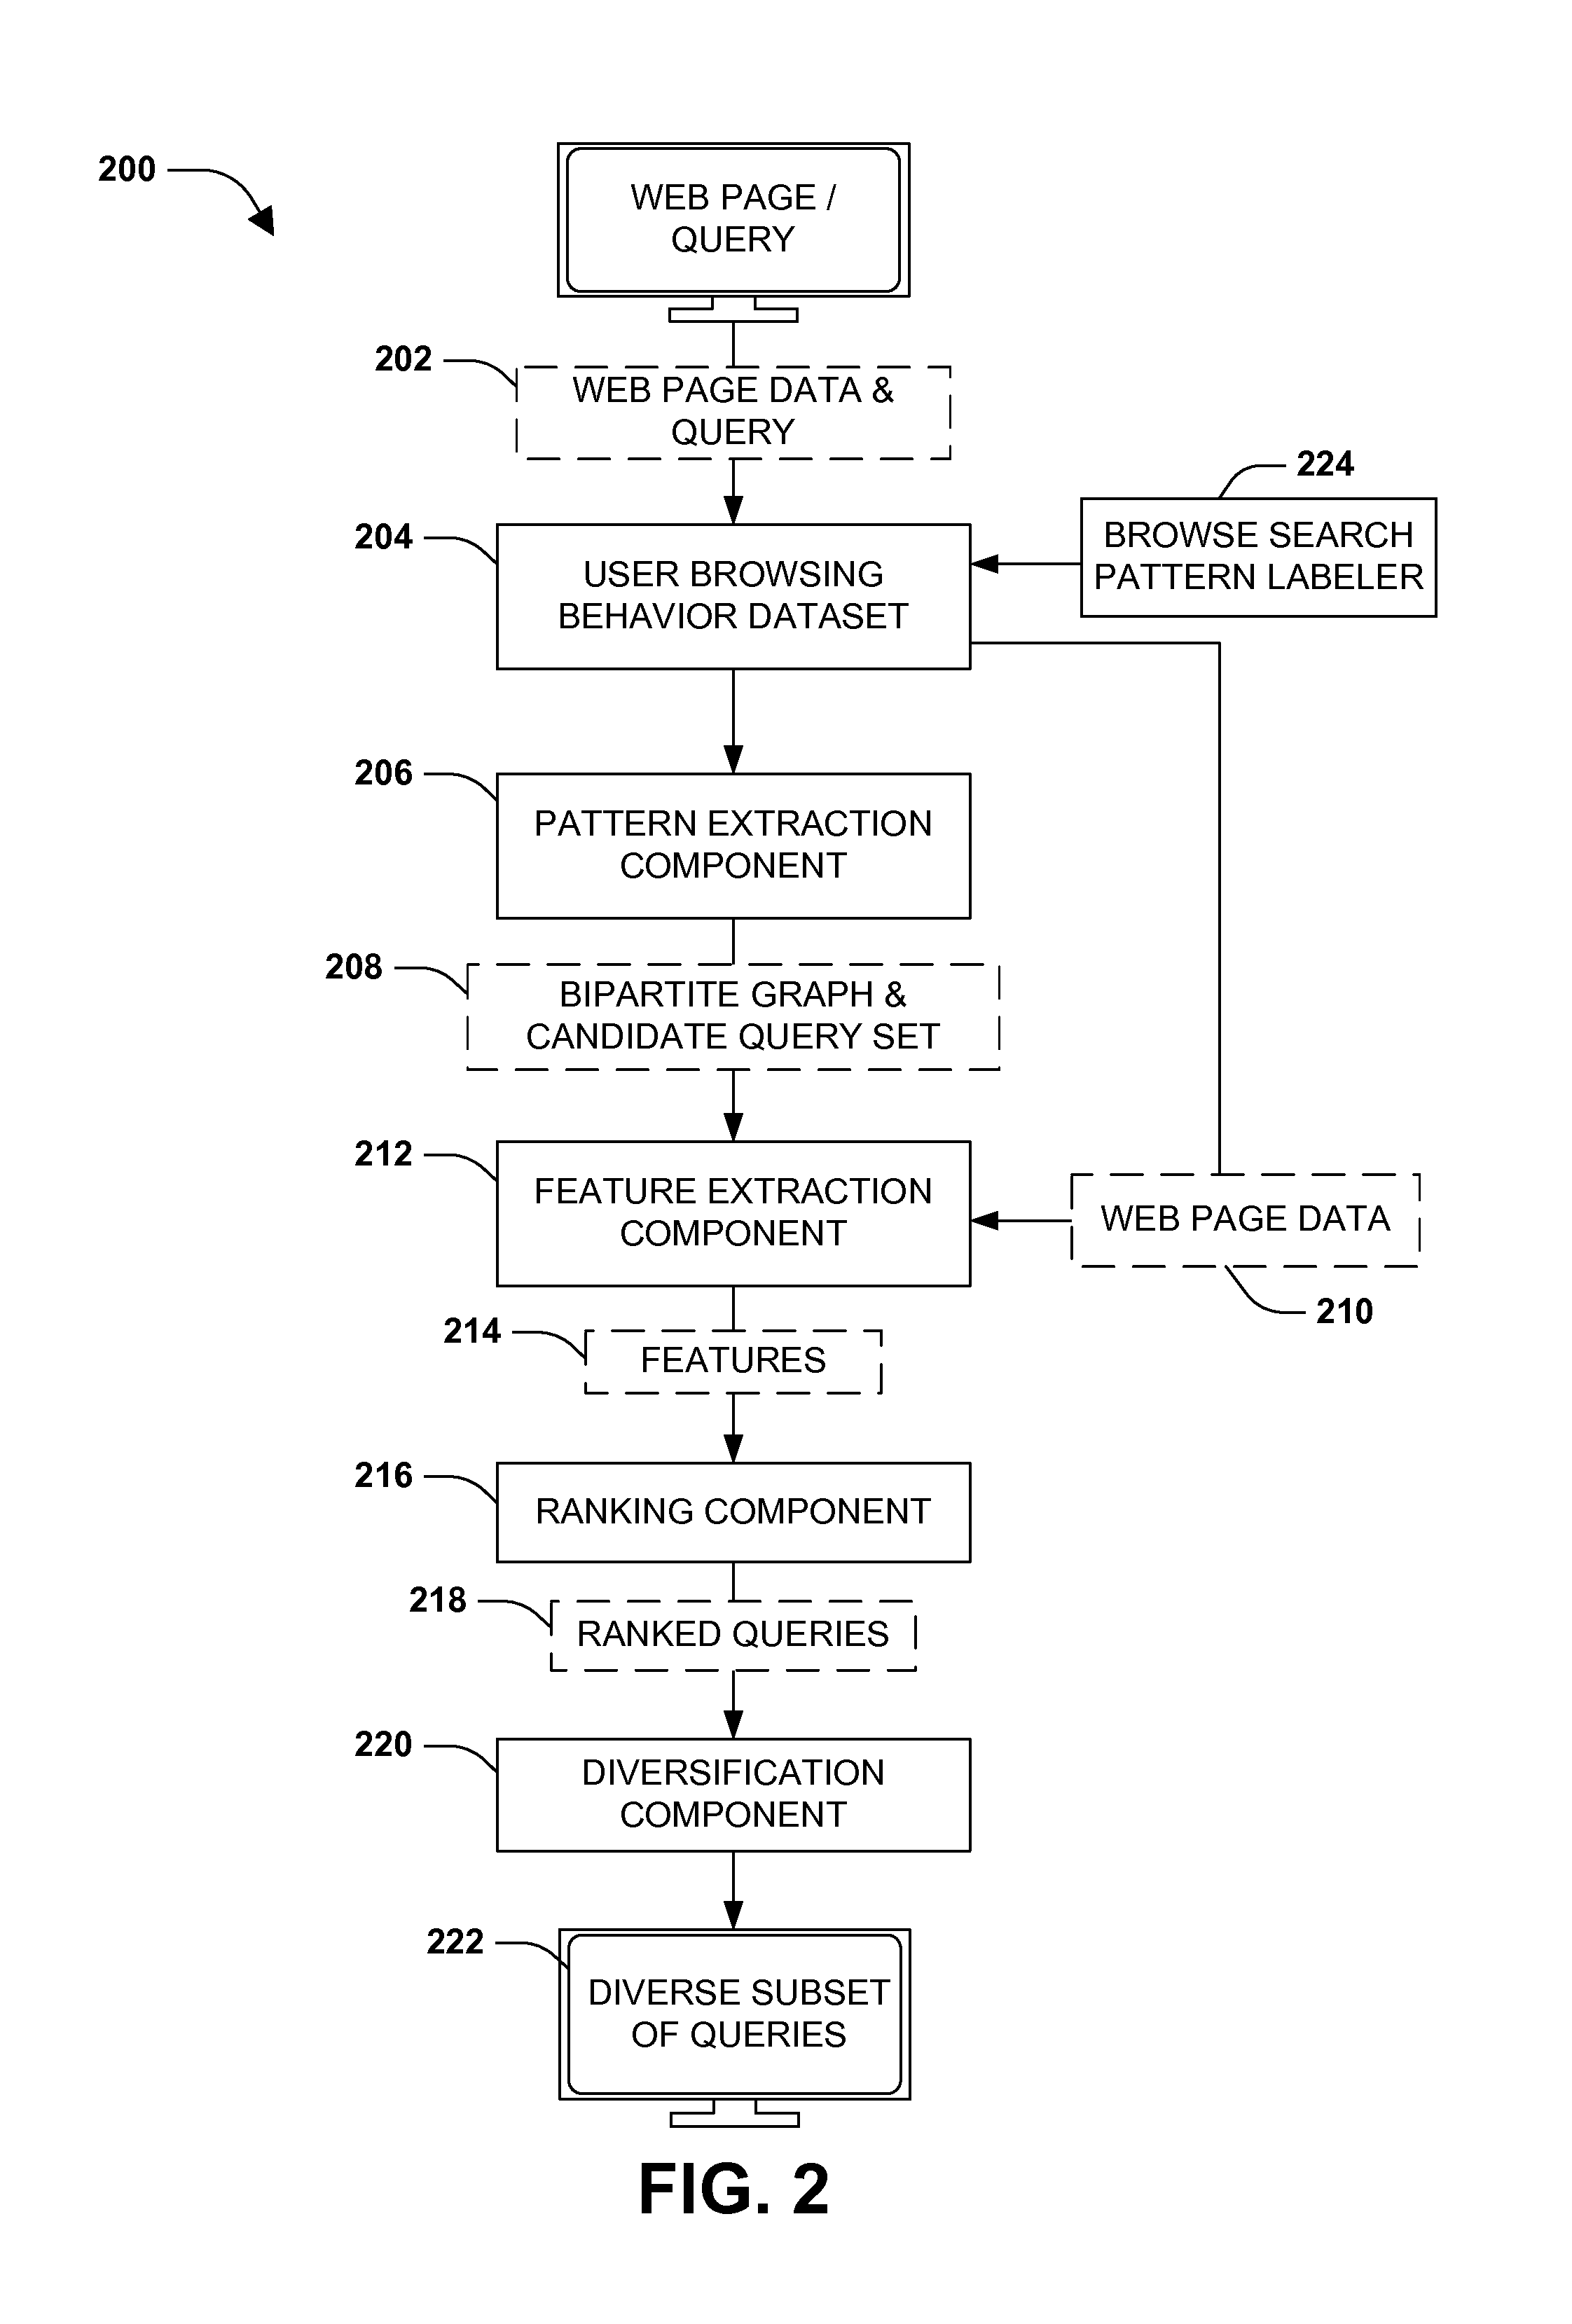 200
WEB PAGE /
QUERY
202
WEB PAGE DATA &
QUERY
224
BROWSE SEARCH
PATTERN LABELER
204
USER BROWSING
BEHAVIOR DATASET
206
PATTERN EXTRACTION
COMPONENT
208
BIPARTITE GRAPH &
CANDIDATE QUERY SET
212
FEATURE EXTRACTION
COMPONENT
WEB PAGE DATA
210
214
FEATURES
216
RANKING COMPONENT
218
RANKED QUERIES
220
DIVERSIFICATION
COMPONENT
222
DIVERSE SUBSET
OF QUERIES
FIG. 2